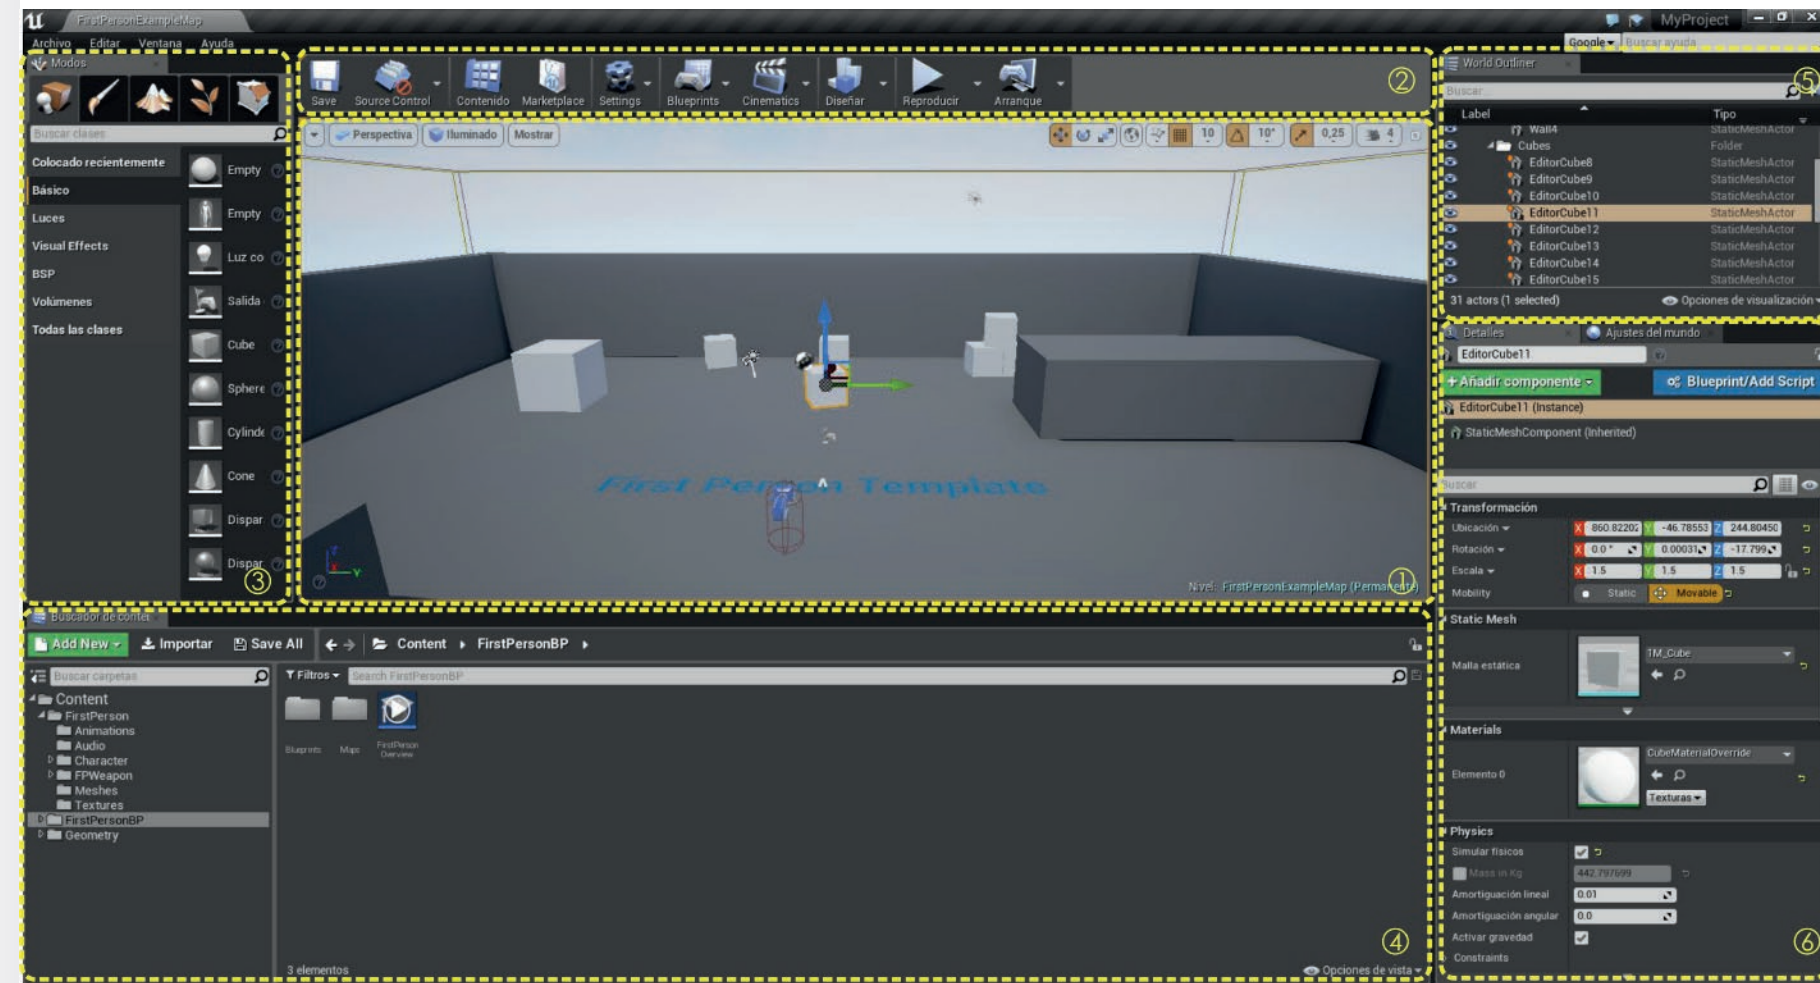 FirstPersonExampleMap
MyProject
Archivo Editar Ventana Ayuda
Google Buscar ayuda
Modos
Buscar clases
Colocado recientemente
Básico
Luces
Visual Effects
BSP
Volúmenes
Todas las clases
Empty
Empty
Luz co
Salida
Cube
Sphere
Cylinde
Cone
Dispar
Dispar
③
Save Source Control Contenido Marketplace Settings Blueprints Cinematics Diseñar Reproducir Arranque
②
Perspectiva Iluminado Mostrar
10 10° 0,25 4
First Person Template
Z
X
Y
Nivel: FirstPersonExampleMap (Permanente)
①
World Outliner
⑤
Buscar...
Label Tipo
Wall4 StaticMeshActor
Cubes Folder
EditorCube8 StaticMeshActor
EditorCube9 StaticMeshActor
EditorCube10 StaticMeshActor
EditorCube11 StaticMeshActor
EditorCube12 StaticMeshActor
EditorCube13 StaticMeshActor
EditorCube14 StaticMeshActor
EditorCube15 StaticMeshActor
31 actors (1 selected) Opciones de visualización
Detalles Ajustes del mundo
EditorCube11
+ Añadir componente Blueprint/Add Script
EditorCube11 (Instance)
StaticMeshComponent (Inherited)
Buscar
Transformación
Ubicación X 860.82202 Y -46.78553 Z 244.80450
Rotación X 0.0 ° Y 0.00031 Z -17.799
Escala X 1.5 Y 1.5 Z 1.5
Mobility Static Movable
Static Mesh
Malla estática 1M_Cube
Materials
Elemento 0 CubeMaterialOverride
Texturas
Physics
Simular físicos
Mass in Kg 442.797699
Amortiguación lineal 0.01
Amortiguación angular 0.0
Activar gravedad
Constraints
⑥
Buscador de conter
Add New Importar Save All Content FirstPersonBP
Buscar carpetas
Filtros Search FirstPersonBP
Content
FirstPerson
Animations
Audio
Character
FPWeapon
Meshes
Textures
FirstPersonBP
Geometry
Blueprints Maps FirstPerson
Overview
④
3 elementos Opciones de vista